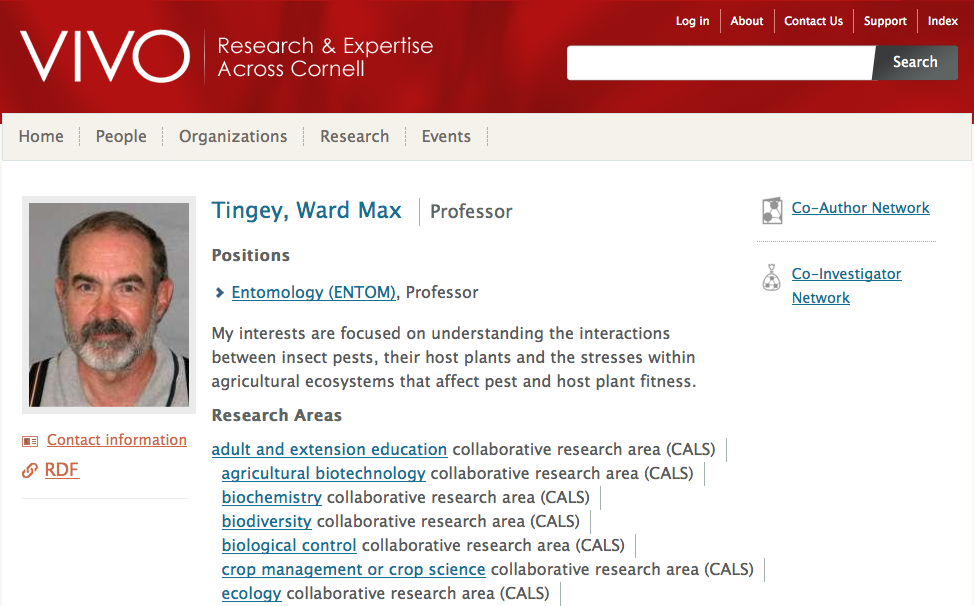 Log in
About
Contact Us
Support
Index
VIVO
Research & Expertise
Across Cornell
Search
Home
People
Organizations
Research
Events
Tingey, Ward Max
Professor
Co-Author Network
Positions
Entomology (ENTOM), Professor
Co-Investigator
Network
My interests are focused on understanding the interactions
between insect pests, their host plants and the stresses within
agricultural ecosystems that affect pest and host plant fitness.
Research Areas
Contact information
RDF
adult and extension education collaborative research area (CALS)
agricultural biotechnology collaborative research area (CALS)
biochemistry collaborative research area (CALS)
biodiversity collaborative research area (CALS)
biological control collaborative research area (CALS)
crop management or crop science collaborative research area (CALS)
ecology collaborative research area (CALS)